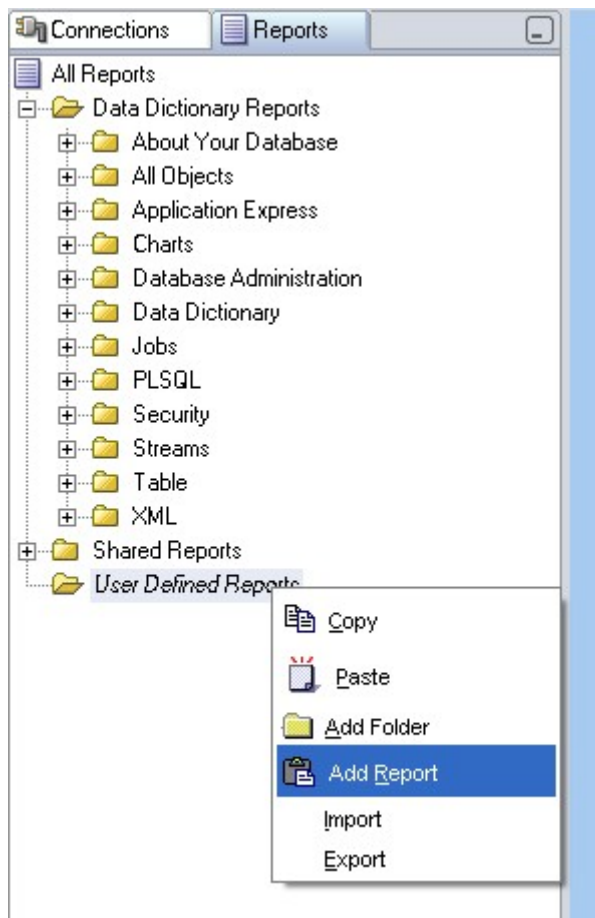 Connections Reports
All Reports
Data Dictionary Reports
About Your Database
All Objects
Application Express
Charts
Database Administration
Data Dictionary
Jobs
PLSQL
Security
Streams
Table
XML
Shared Reports
User Defined Reports
Copy
Paste
Add Folder
Add Report
Import
Export